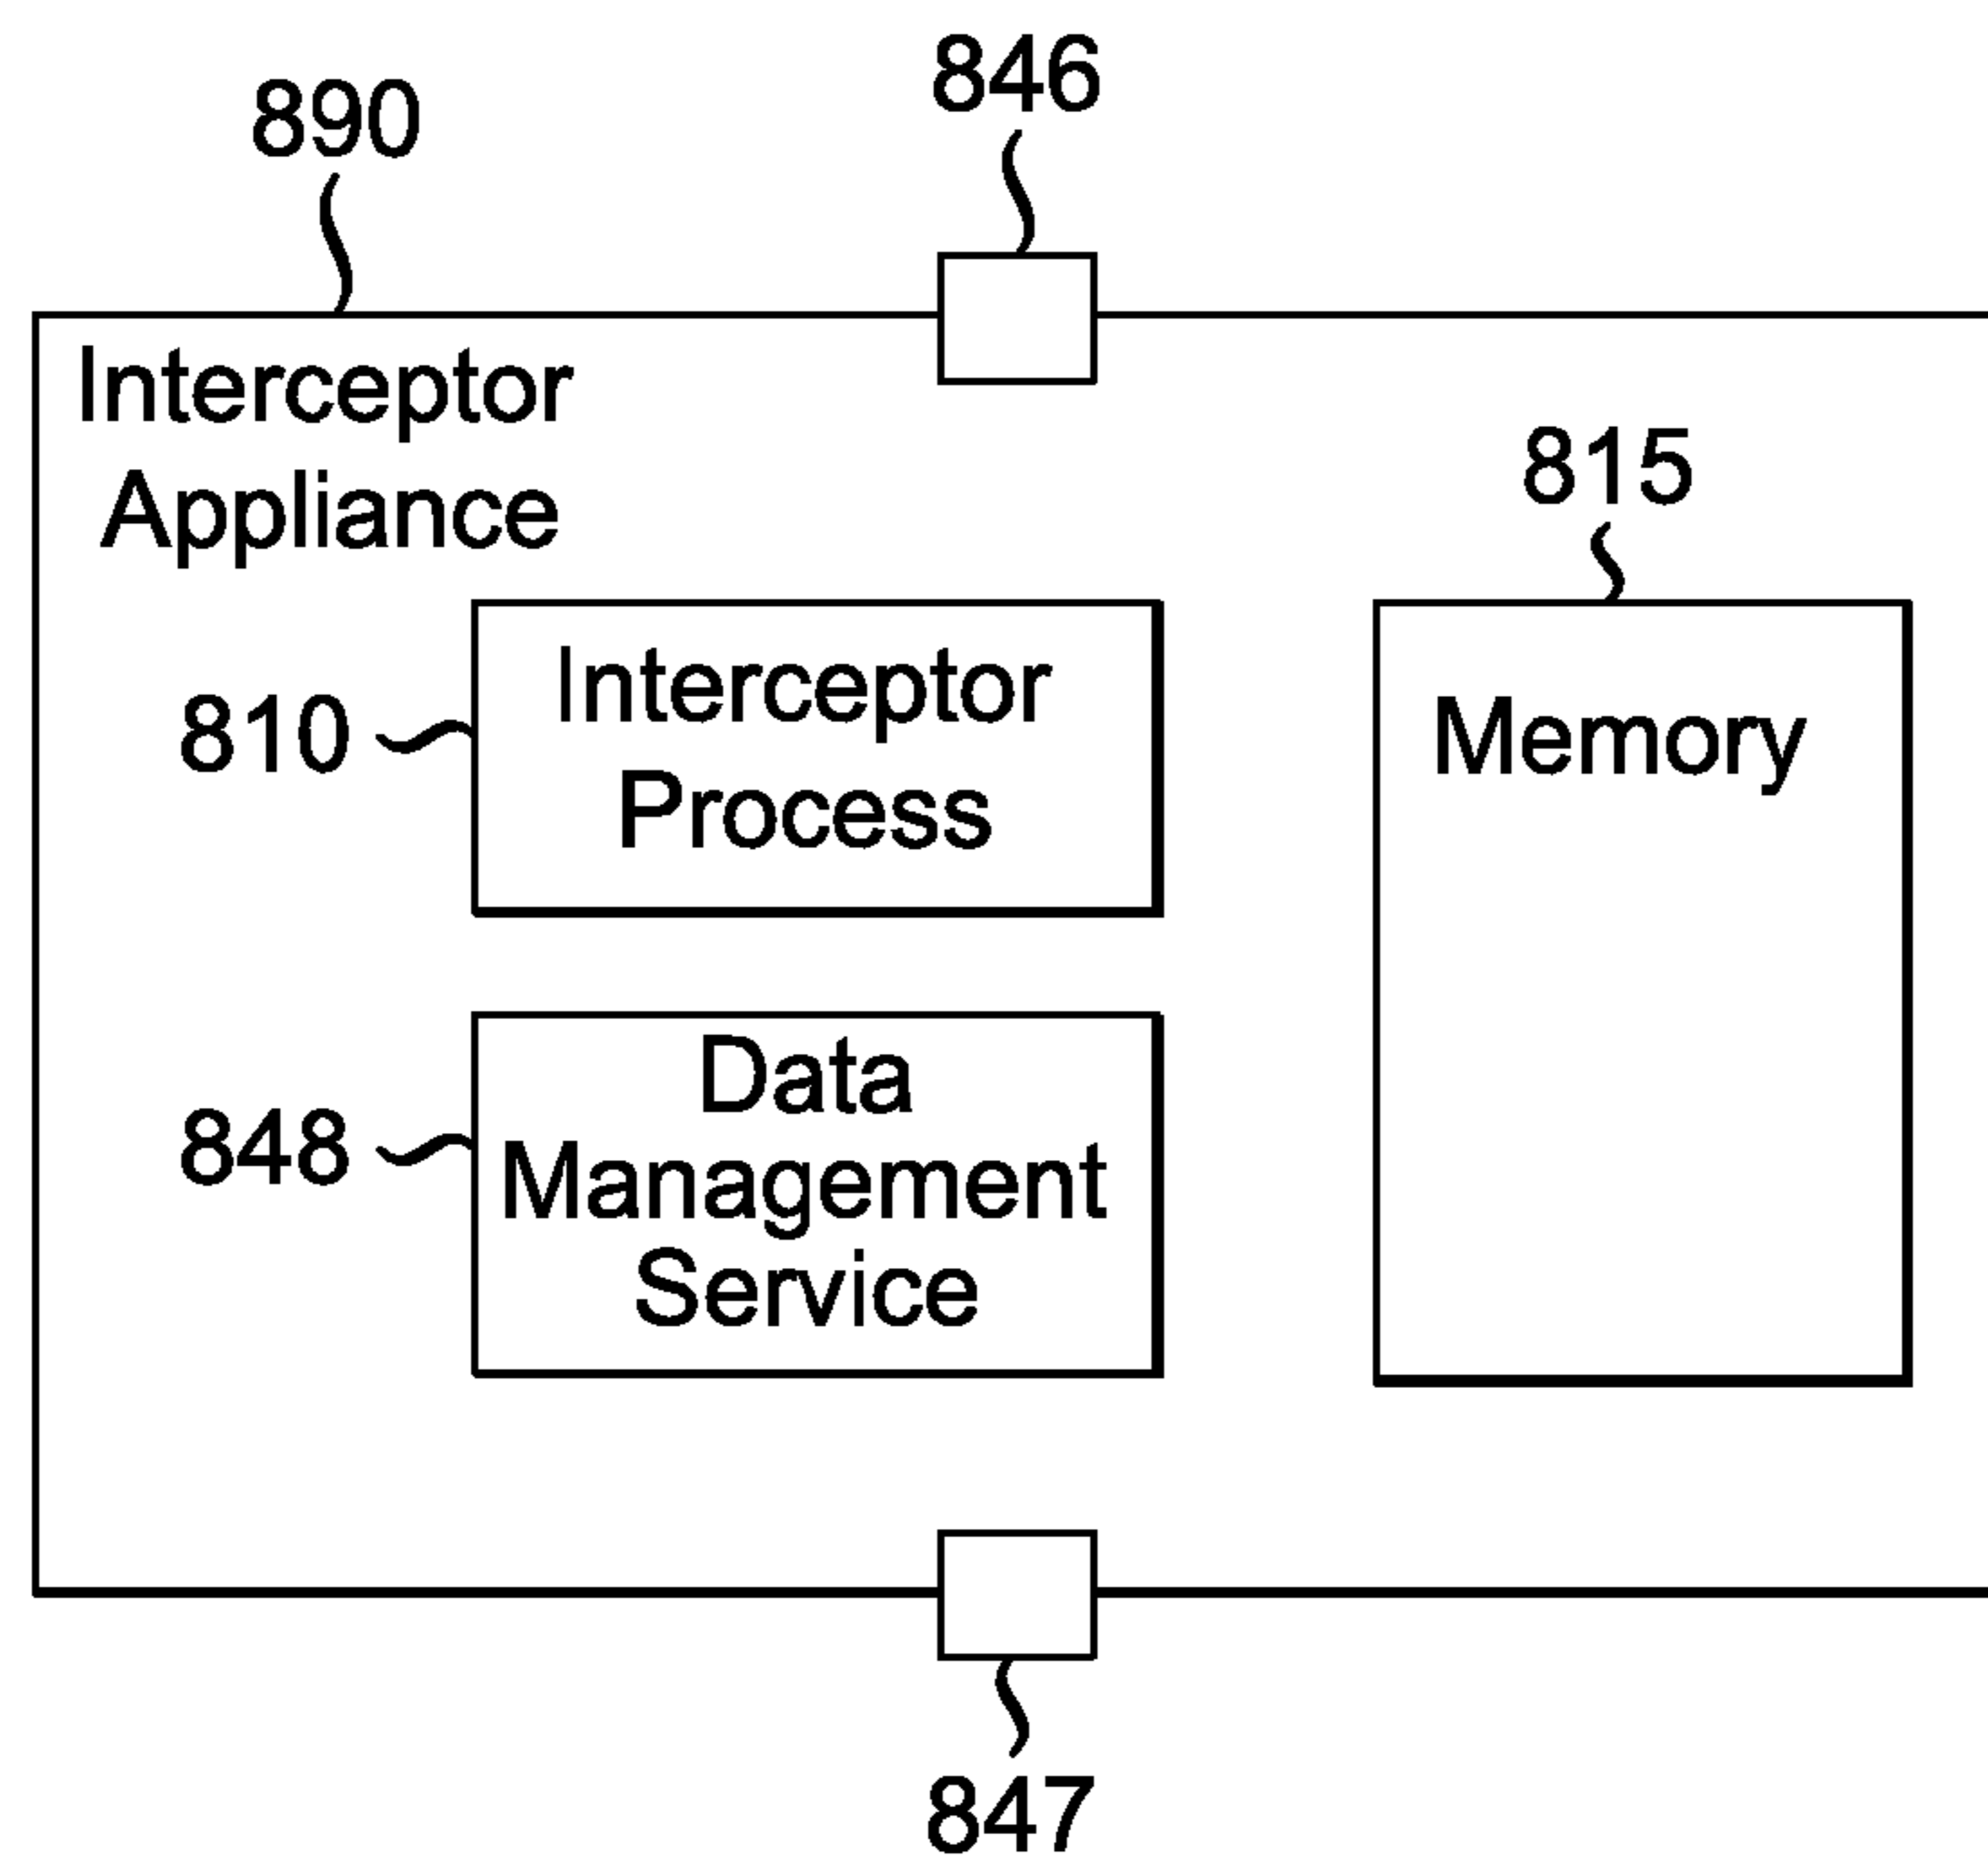 846
890
Interceptor
Appliance
815
Interceptor
Process
810
Memory
Data
Management
Service
848
847